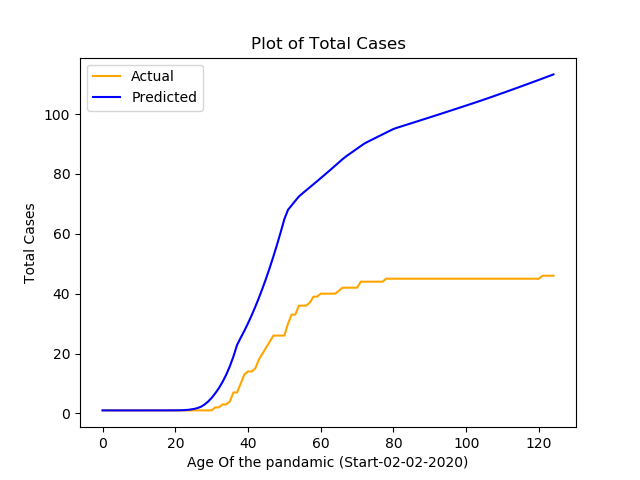 Plot of Total Cases
Actual
Predicted
100
80
60
40
20
0
Total Cases
0 20 40 60 80 100 120
Age Of the pandamic (Start-02-02-2020)